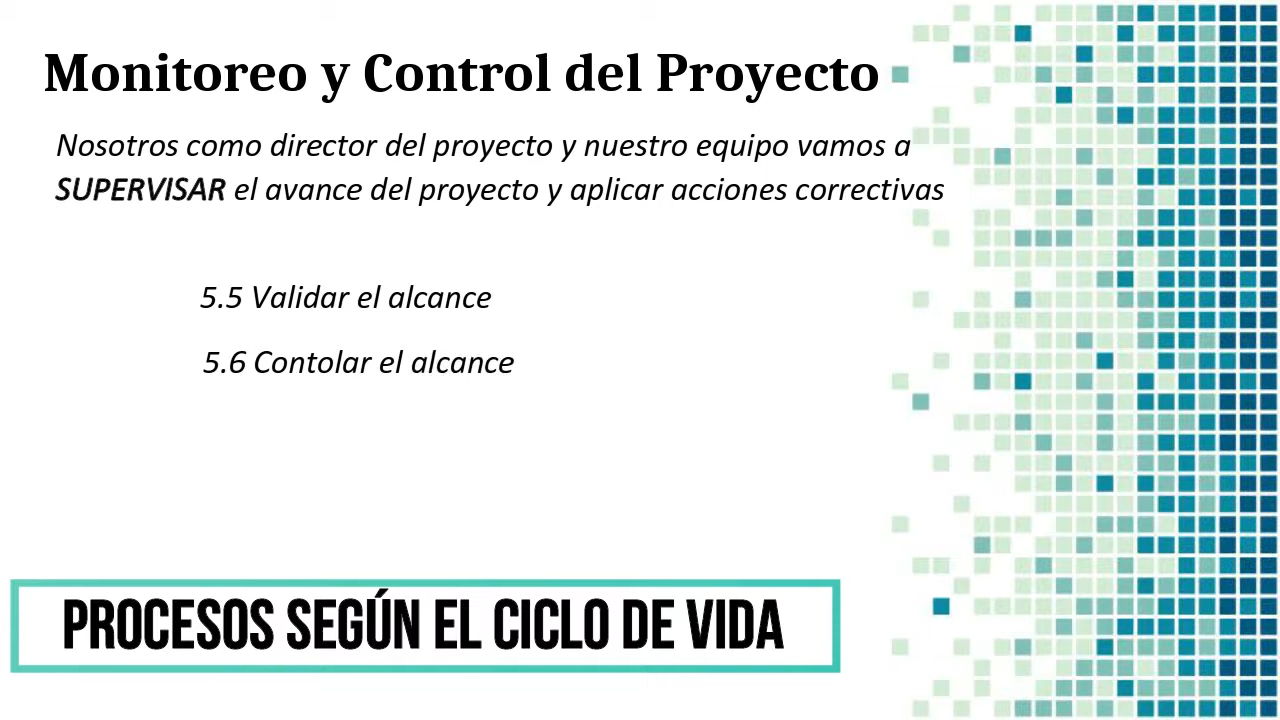 Monitoreo y Control del Proyecto
Nosotros como director del proyecto y nuestro equipo vamos a
SUPERVISAR el avance del proyecto y aplicar acciones correctivas
5.5 Validar el alcance
5.6 Contolar el alcance
PROCESOS SEGÚN EL CICLO DE VIDA